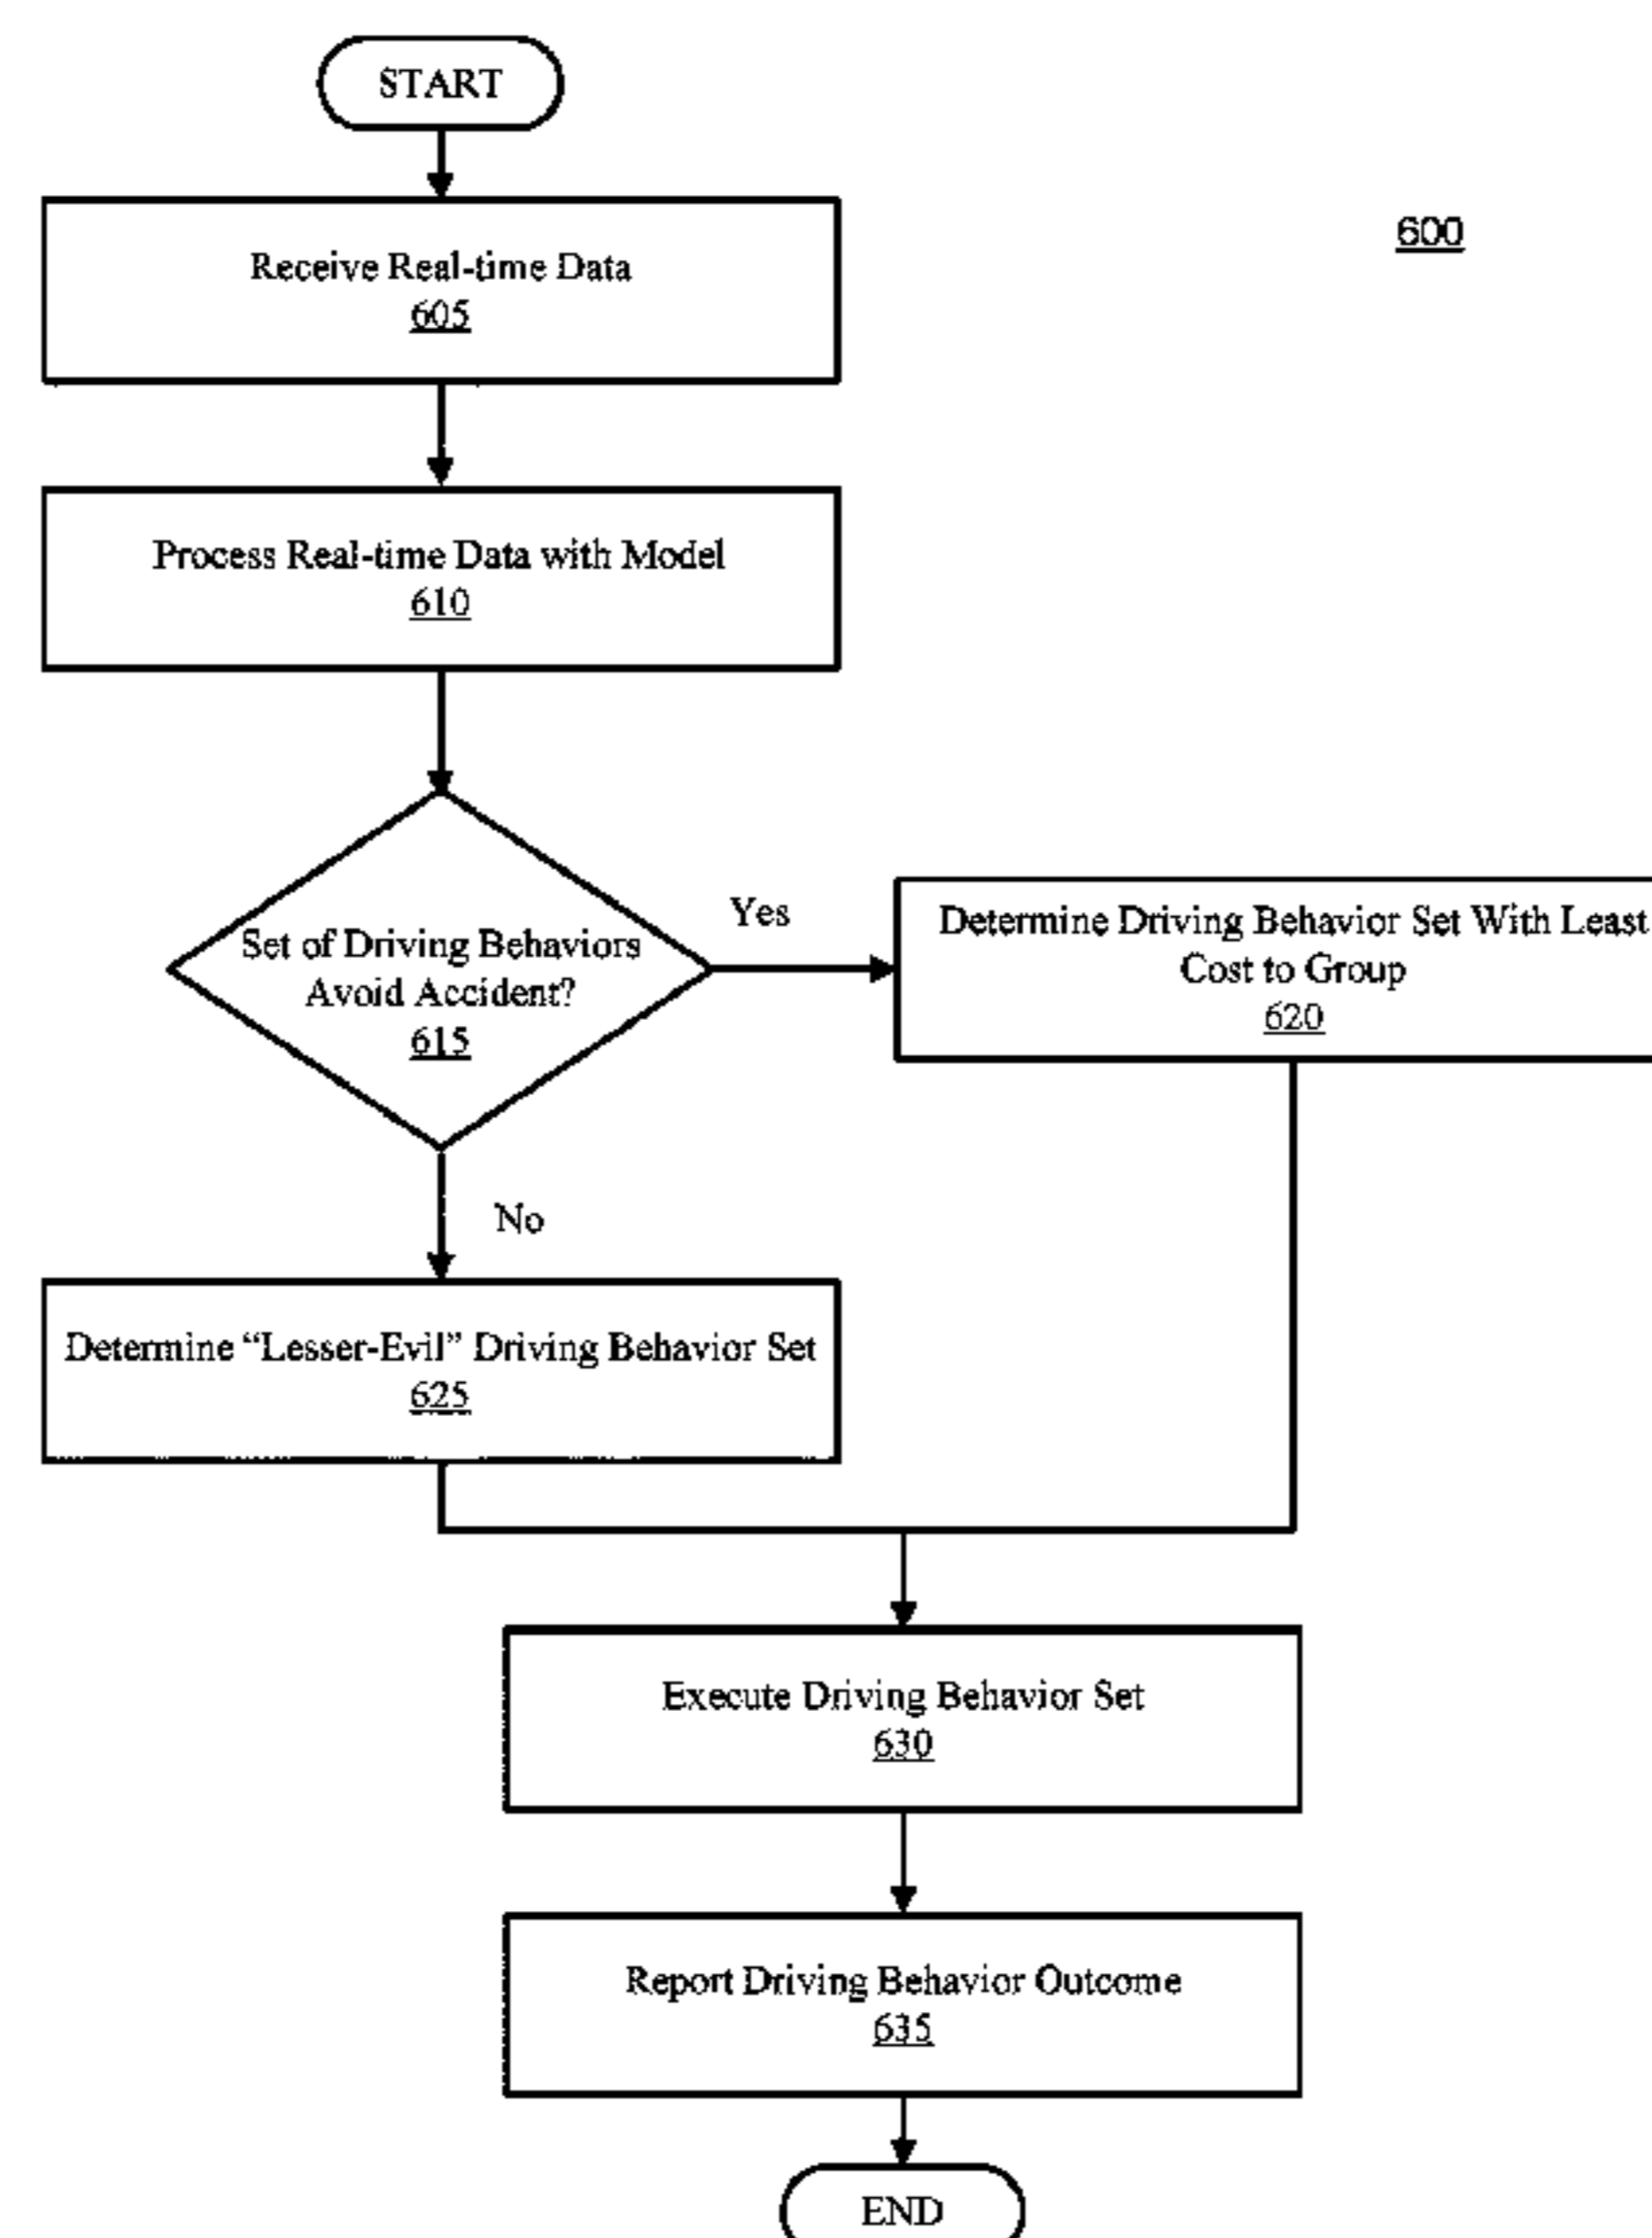 START
600
Receive Real-time Data
605
Process Real-time Data with Model
610
Set of Driving Behaviors
Avoid Accident?
615
Yes
Determine Driving Behavior Set With Least
Cost to Group
620
No
Determine “Lesser-Evil” Driving Behavior Set
625
Execute Driving Behavior Set
630
Report Driving Behavior Outcome
635
END